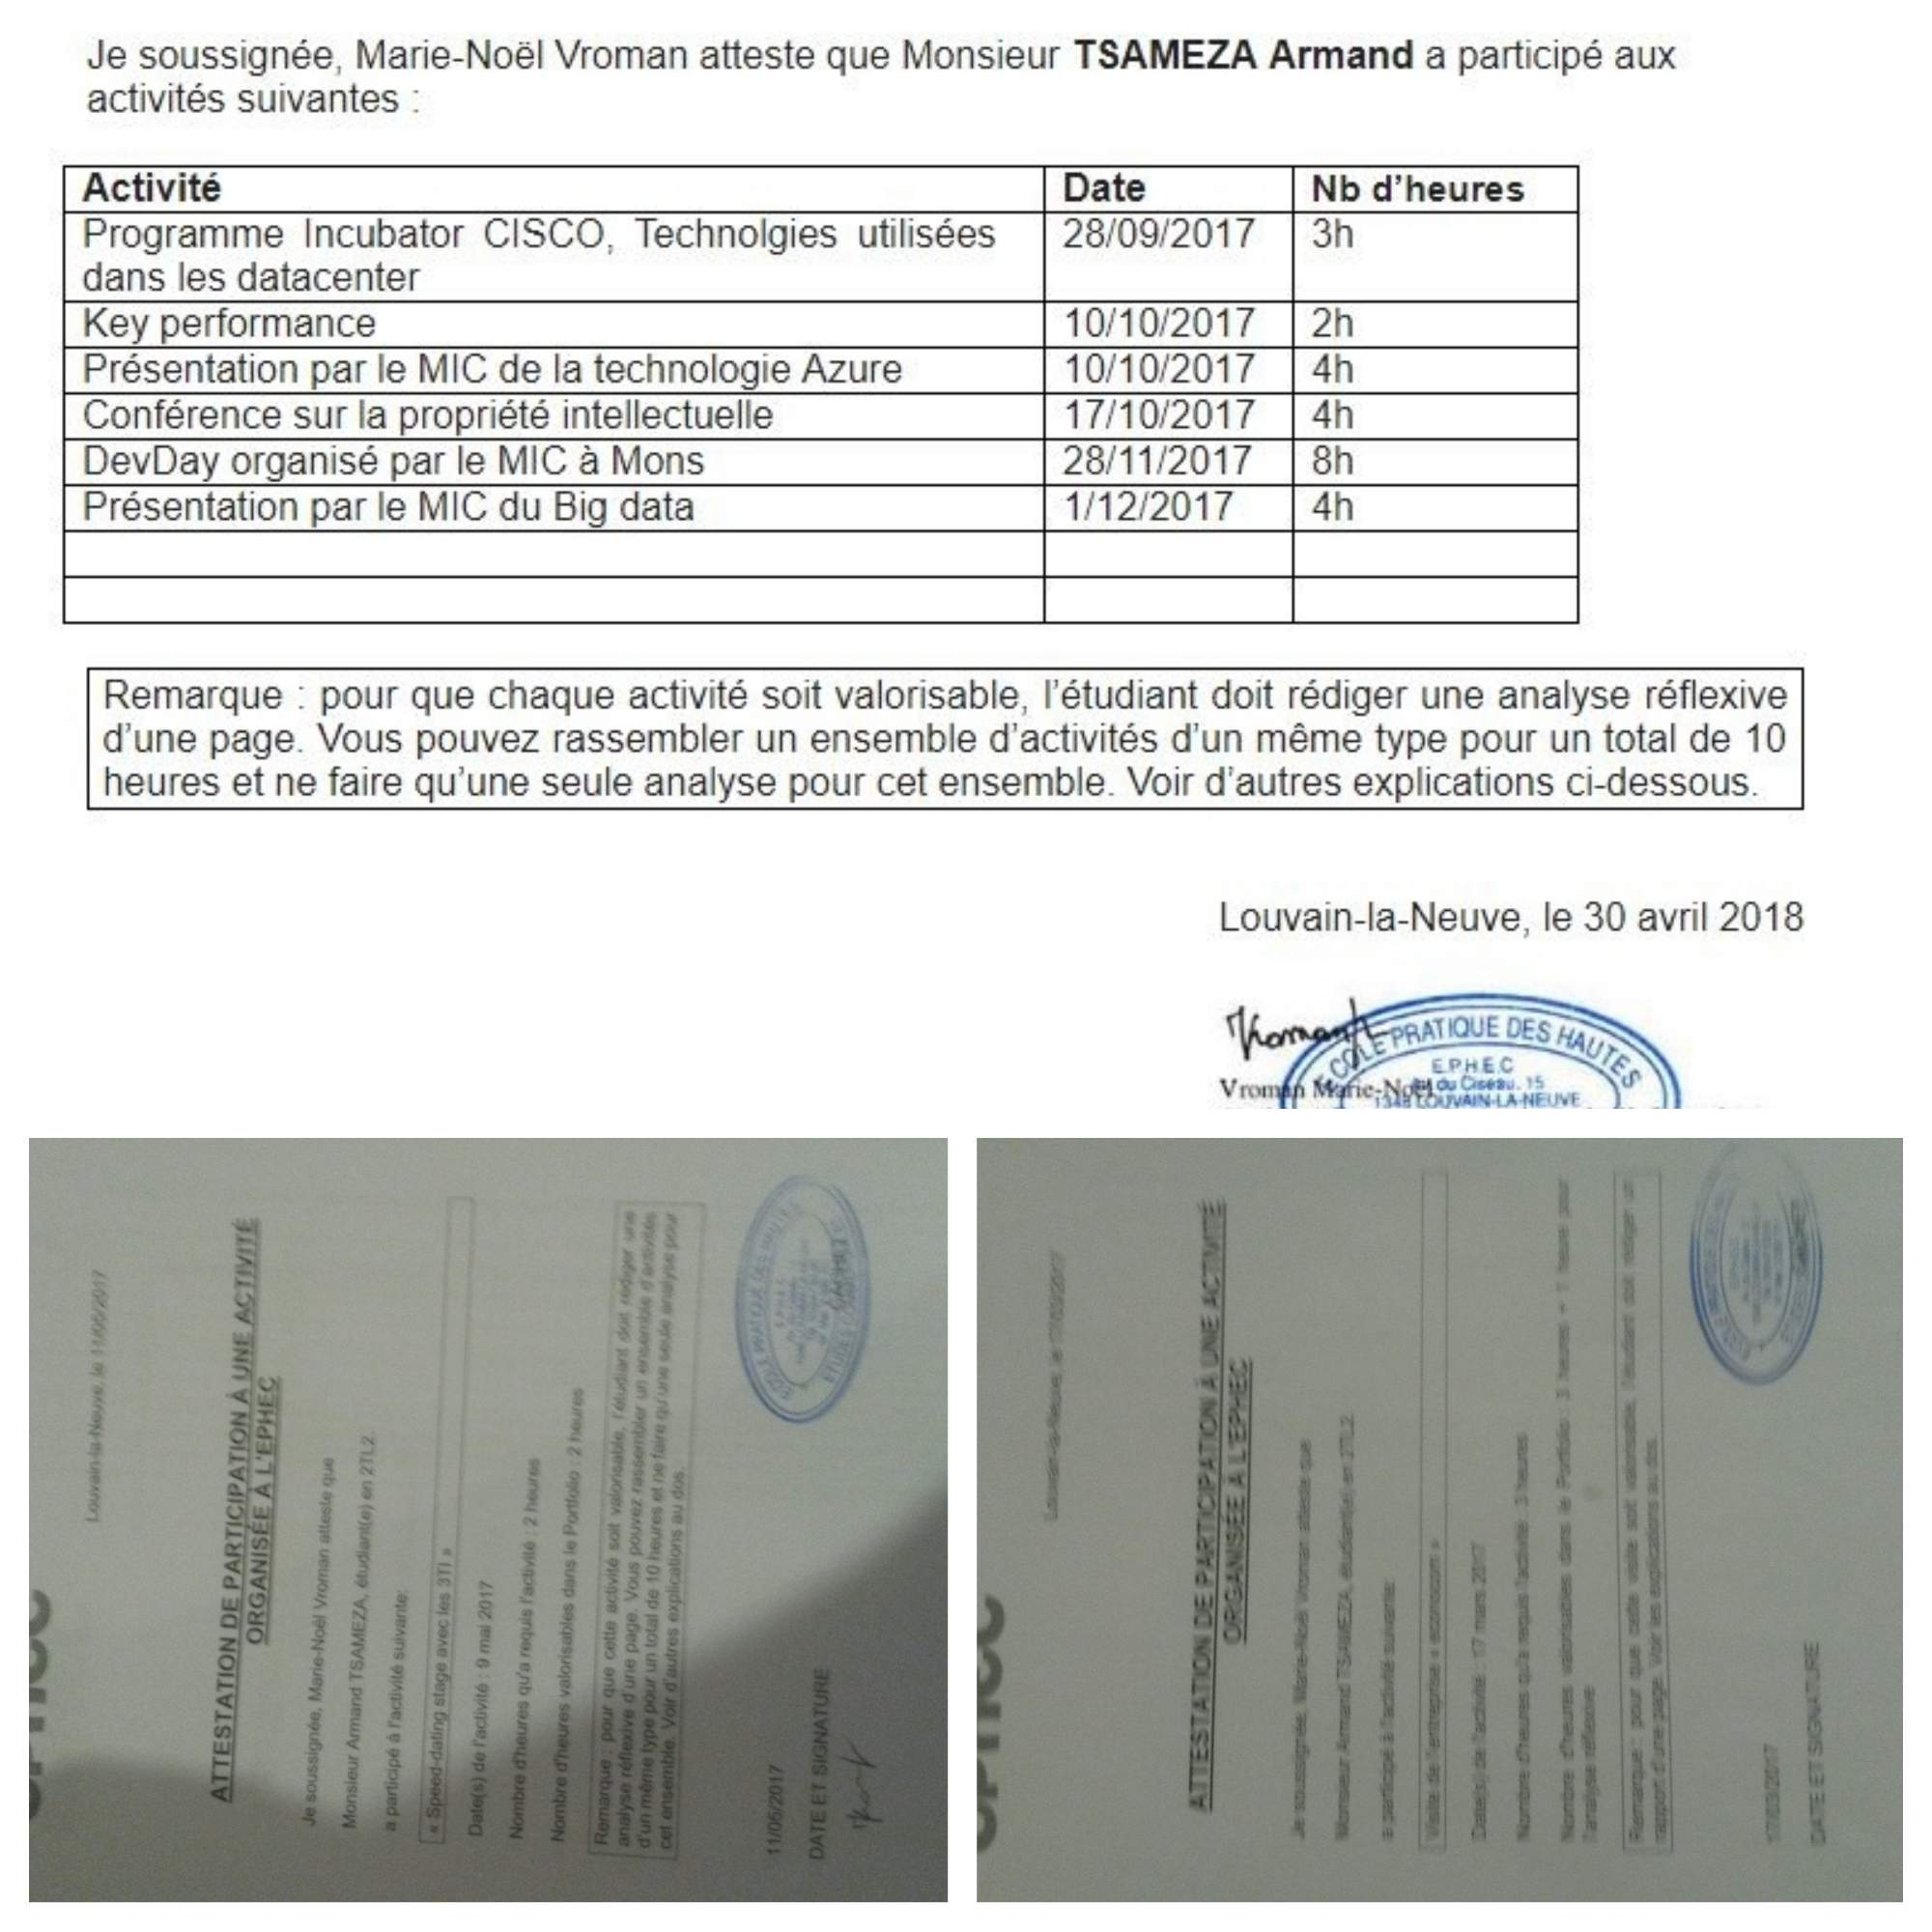 Je soussignée, Marie-Noël Vroman atteste que Monsieur TSAMEZA Armand a participé aux
activités suivantes :
Activité Date Nb d'heures
Programme Incubator CISCO, Technolgies utilisées 28/09/2017 3h
dans les datacenter
Key performance 10/10/2017 2h
Présentation par le MIC de la technologie Azure 10/10/2017 4h
Conférence sur la propriété intellectuelle 17/10/2017 4h
DevDay organisé par le MIC à Mons 28/11/2017 8h
Présentation par le MIC du Big data 1/12/2017 4h
Remarque : pour que chaque activité soit valorisable, l'étudiant doit rédiger une analyse réflexive
d'une page. Vous pouvez rassembler un ensemble d'activités d'un même type pour un total de 10
heures et ne faire qu'une seule analyse pour cet ensemble. Voir d'autres explications ci-dessous.
Louvain-la-Neuve, le 30 avril 2018
ECOLE PRATIQUE DES HAUTES
E.P.H.E.C
du Ciseau, 15
1348 LOUVAIN-LA-NEUVE
Vroman Marie-Noël
Louvain-la-Neuve, le 11/05/2017
ATTESTATION DE PARTICIPATION À UNE ACTIVITÉ
ORGANISÉE À L'EPHEC
Je soussignée, Marie-Noël Vroman atteste que
Monsieur Armand TSAMEZA, étudiant(e) en 2TL2.
a participé à l'activité suivante:
« Speed-dating stage avec les 3TI »
Date(s) de l'activité : 9 mai 2017
Nombre d'heures qu'a requis l'activité : 2 heures
Nombre d'heures valorisables dans le Portfolio : 2 heures
Remarque : pour que cette activité soit valorisable, l'étudiant doit rédiger une
analyse réflexive d'une page. Vous pouvez rassembler un ensemble d'activités
d'un même type pour un total de 10 heures et ne faire qu'une seule analyse pour
cet ensemble. Voir d'autres explications au dos.
ECOLE PRATIQUE DES HAUTES
11/05/2017
DATE ET SIGNATURE
Louvain-la-Neuve, le 17/03/2017
ATTESTATION DE PARTICIPATION À UNE ACTIVITÉ
ORGANISÉE À L'EPHEC
Je soussignée, Marie-Noël Vroman atteste que
Monsieur Armand TSAMEZA, étudiant(e) en 2TL2
a participé à l'activité suivante:
Visite de l'entreprise « econocom »
Date(s) de l'activité : 17 mars 2017
Nombre d'heures qu'a requis l'activité : 3 heures
Nombre d'heures valorisables dans le Portfolio : 3 heures + 1 heure pour
l'analyse réflexive
Remarque : pour que cette visite soit valorisable, l'étudiant doit rédiger un
rapport d'une page. Voir les explications au dos.
17/03/2017
DATE ET SIGNATURE